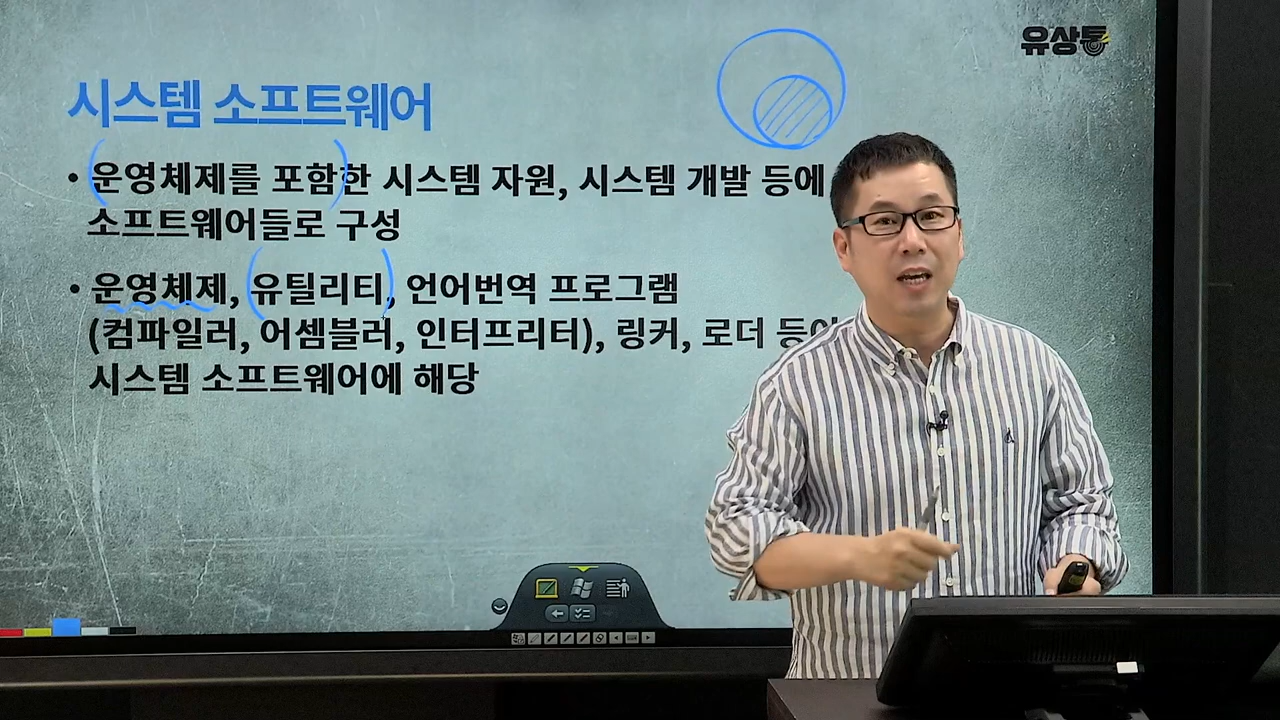 유상통
시스템 소프트웨어
• 운영체제를 포함한 시스템 자원, 시스템 개발 등에
소프트웨어들로 구성
• 운영체제, 유틸리티, 언어번역 프로그램
(컴파일러, 어셈블러, 인터프리터), 링커, 로더 등이
시스템 소프트웨어에 해당